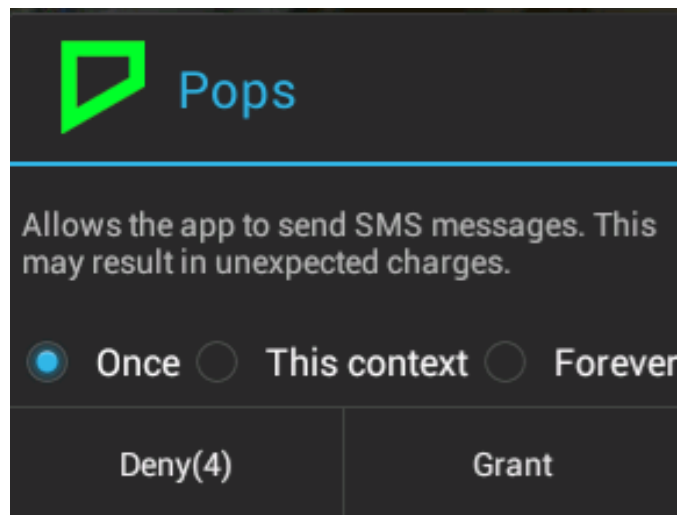 Pops
Allows the app to send SMS messages. This
may result in unexpected charges.
Once This context Forever
Deny(4) Grant